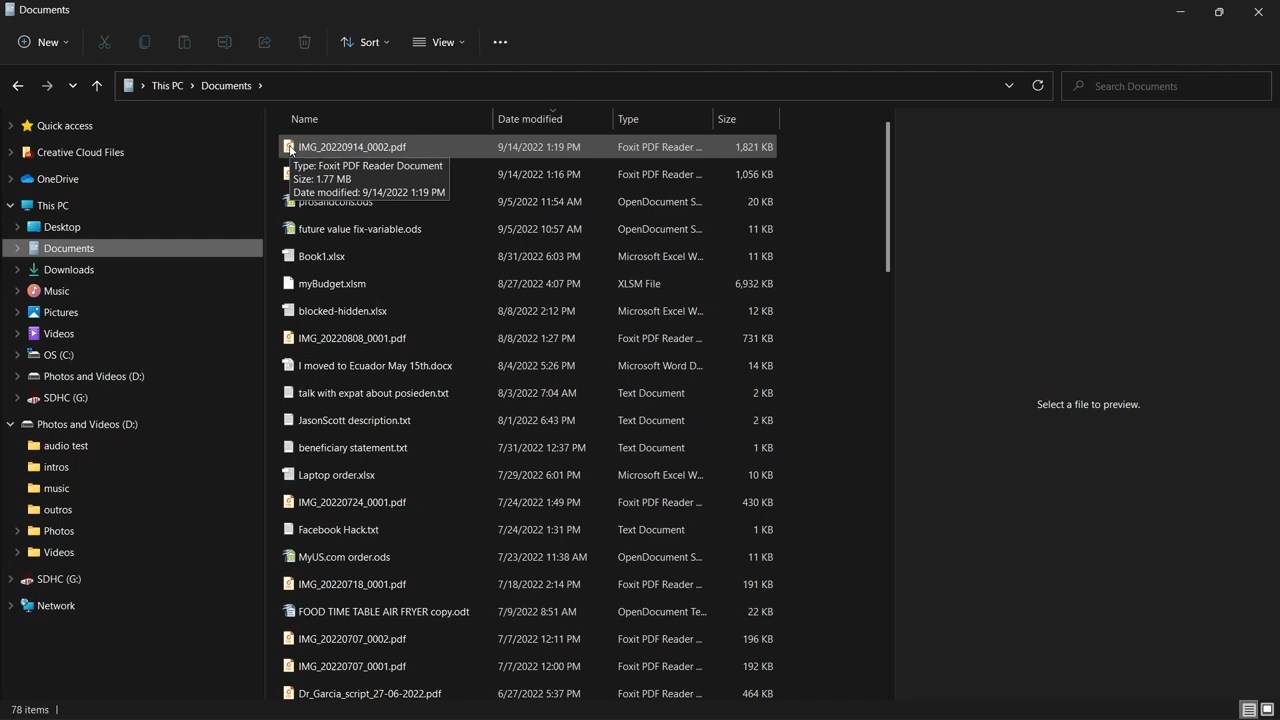 Documents
New Sort View
This PC > Documents > Search Documents
Quick access
Creative Cloud Files
OneDrive
This PC
Desktop
Documents
Downloads
Music
Pictures
Videos
OS (C:)
Photos and Videos (D:)
SDHC (G:)
Photos and Videos (D:)
audio test
intros
music
outros
Photos
Videos
SDHC (G:)
Network
Name Date modified Type Size
IMG_20220914_0002.pdf 9/14/2022 1:19 PM Foxit PDF Reader ... 1,821 KB
Type: Foxit PDF Reader Document
Size: 1.77 MB
Date modified: 9/14/2022 1:19 PM
9/14/2022 1:16 PM Foxit PDF Reader ... 1,056 KB
prosandcons.ods 9/5/2022 11:54 AM OpenDocument S... 20 KB
future value fix-variable.ods 9/5/2022 10:57 AM OpenDocument S... 11 KB
Book1.xlsx 8/31/2022 6:03 PM Microsoft Excel W... 11 KB
myBudget.xlsm 8/27/2022 4:07 PM XLSM File 6,932 KB
blocked-hidden.xlsx 8/8/2022 2:12 PM Microsoft Excel W... 12 KB
IMG_20220808_0001.pdf 8/8/2022 1:27 PM Foxit PDF Reader ... 731 KB
I moved to Ecuador May 15th.docx 8/4/2022 5:26 PM Microsoft Word D... 14 KB
talk with expat about posieden.txt 8/3/2022 7:04 AM Text Document 2 KB
JasonScott description.txt 8/1/2022 6:43 PM Text Document 2 KB
beneficiary statement.txt 7/31/2022 12:37 PM Text Document 1 KB
Laptop order.xlsx 7/29/2022 6:01 PM Microsoft Excel W... 10 KB
IMG_20220724_0001.pdf 7/24/2022 1:49 PM Foxit PDF Reader ... 430 KB
Facebook Hack.txt 7/24/2022 1:31 PM Text Document 1 KB
MyUS.com order.ods 7/23/2022 11:38 AM OpenDocument S... 11 KB
IMG_20220718_0001.pdf 7/18/2022 2:14 PM Foxit PDF Reader ... 191 KB
FOOD TIME TABLE AIR FRYER copy.odt 7/9/2022 8:51 AM OpenDocument Te... 22 KB
IMG_20220707_0002.pdf 7/7/2022 12:11 PM Foxit PDF Reader ... 196 KB
IMG_20220707_0001.pdf 7/7/2022 12:00 PM Foxit PDF Reader ... 192 KB
Dr_Garcia_script_27-06-2022.pdf 6/27/2022 5:37 PM Foxit PDF Reader ... 464 KB
Select a file to preview.
78 items